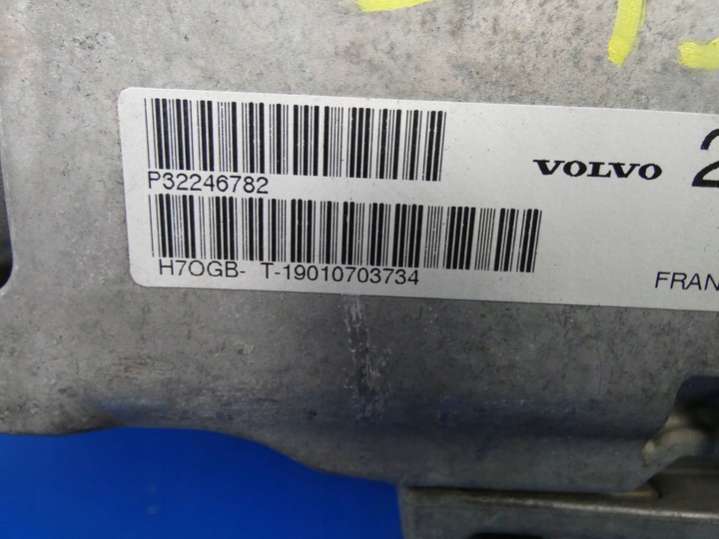 P32246782
VOLVO
H7OGB- T-19010703734
FRAN